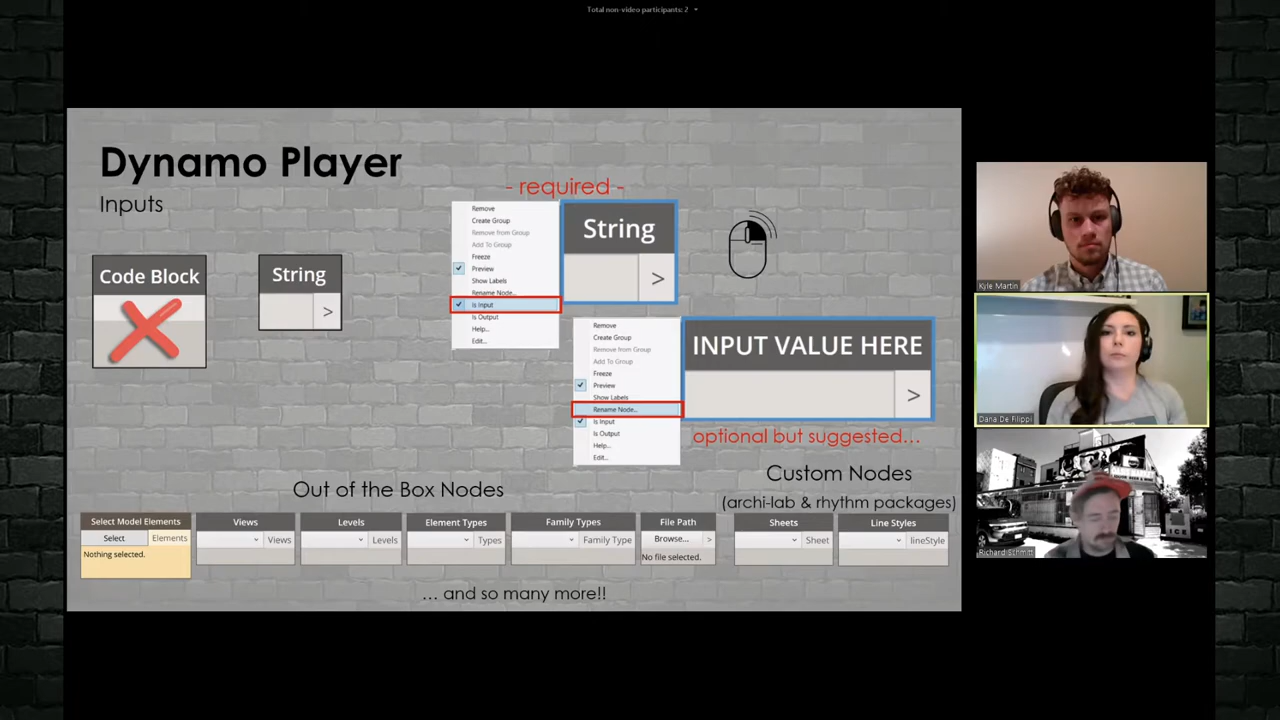 Total non-video participants: 2
Dynamo Player
Inputs
- required -
Code Block
String
>
Remove
Create Group
Remove from Group
Add To Group
Freeze
Preview
Show Labels
Rename Node...
Is Input
Is Output
Help...
Edit...
String
>
Remove
Create Group
Remove from Group
Add To Group
Freeze
Preview
Show Labels
Rename Node...
Is Input
Is Output
Help...
Edit...
INPUT VALUE HERE
>
optional but suggested...
Out of the Box Nodes
Custom Nodes
(archi-lab & rhythm packages)
Select Model Elements
Select Elements
Nothing selected.
Views
Views
Levels
Levels
Element Types
Types
Family Types
Family Type
File Path
Browse... >
No file selected.
Sheets
Sheet
Line Styles
lineStyle
... and so many more!!
Kyle Martin
Dana De Filippi
ICE
Richard Schmitt